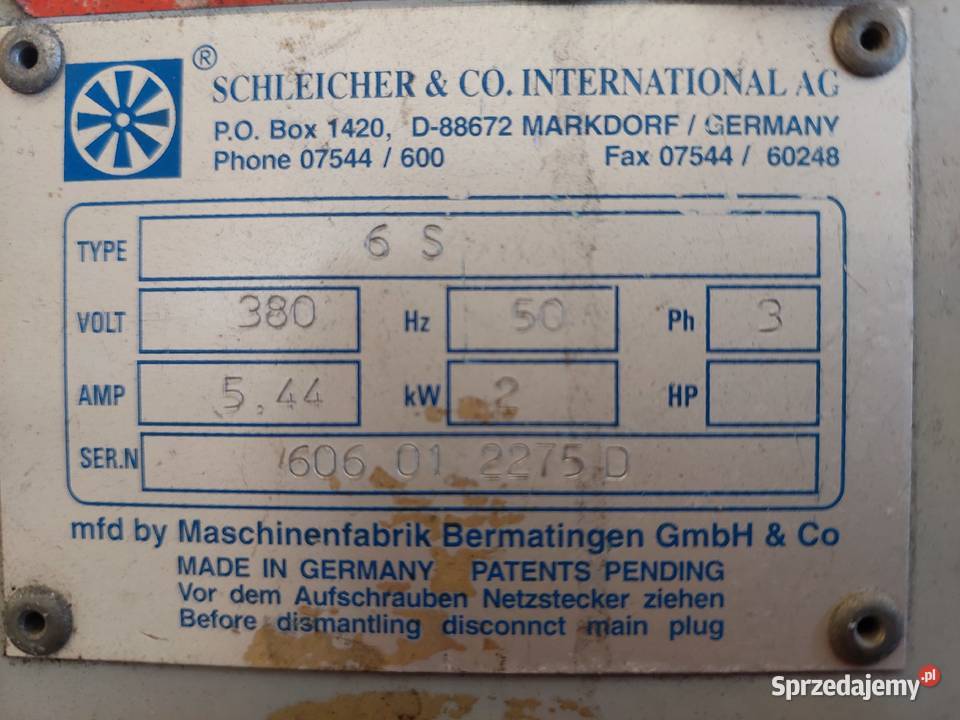 ®
SCHLEICHER & CO. INTERNATIONAL AG
P.O. Box 1420, D-88672 MARKDORF / GERMANY
Phone 07544 / 600 Fax 07544 / 60248
TYPE 6 S
VOLT 380 Hz 50 Ph 3
AMP 5,44 kW 2 HP
SER.N 606 01 2275 D
mfd by Maschinenfabrik Bermatingen GmbH & Co
MADE IN GERMANY PATENTS PENDING
Vor dem Aufschrauben Netzstecker ziehen
Before dismantling disconnct main plug
Sprzedajemy.pl